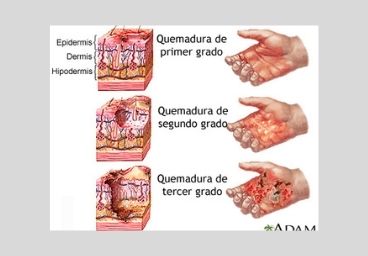 Epidermis
Dermis
Hipodermis
Quemadura de
primer grado
Quemadura de
segundo grado
Quemadura de
tercer grado
ADAM